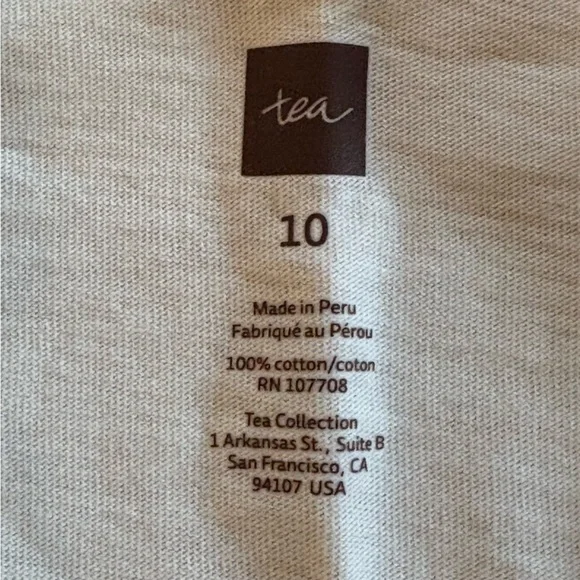 tea
10
Made in Peru
Fabriqué au Pérou
100% cotton/coton
RN 107708
Tea Collection
1 Arkansas St., Suite B
San Francisco, CA
94107 USA